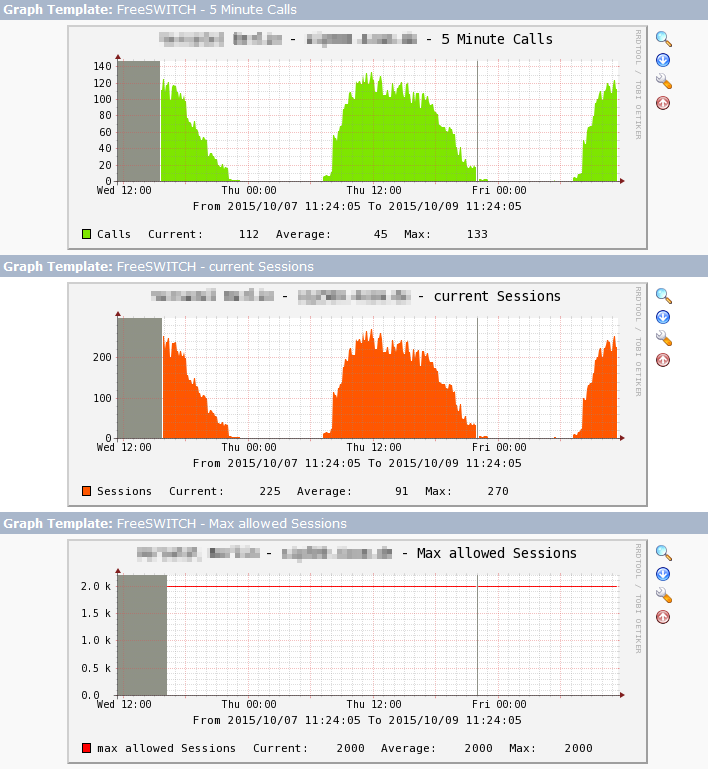 Graph Template: FreeSWITCH - 5 Minute Calls
- - 5 Minute Calls
RRDTOOL / TOBI OETIKER
140
120
100
80
60
40
20
0
Wed 12:00 Thu 00:00 Thu 12:00 Fri 00:00
From 2015/10/07 11:24:05 To 2015/10/09 11:24:05
Calls Current: 112 Average: 45 Max: 133
Graph Template: FreeSWITCH - current Sessions
- - current Sessions
RRDTOOL / TOBI OETIKER
200
100
0
Wed 12:00 Thu 00:00 Thu 12:00 Fri 00:00
From 2015/10/07 11:24:05 To 2015/10/09 11:24:05
Sessions Current: 225 Average: 91 Max: 270
Graph Template: FreeSWITCH - Max allowed Sessions
- - Max allowed Sessions
RRDTOOL / TOBI OETIKER
2.0 k
1.5 k
1.0 k
0.5 k
0.0
Wed 12:00 Thu 00:00 Thu 12:00 Fri 00:00
From 2015/10/07 11:24:05 To 2015/10/09 11:24:05
max allowed Sessions Current: 2000 Average: 2000 Max: 2000